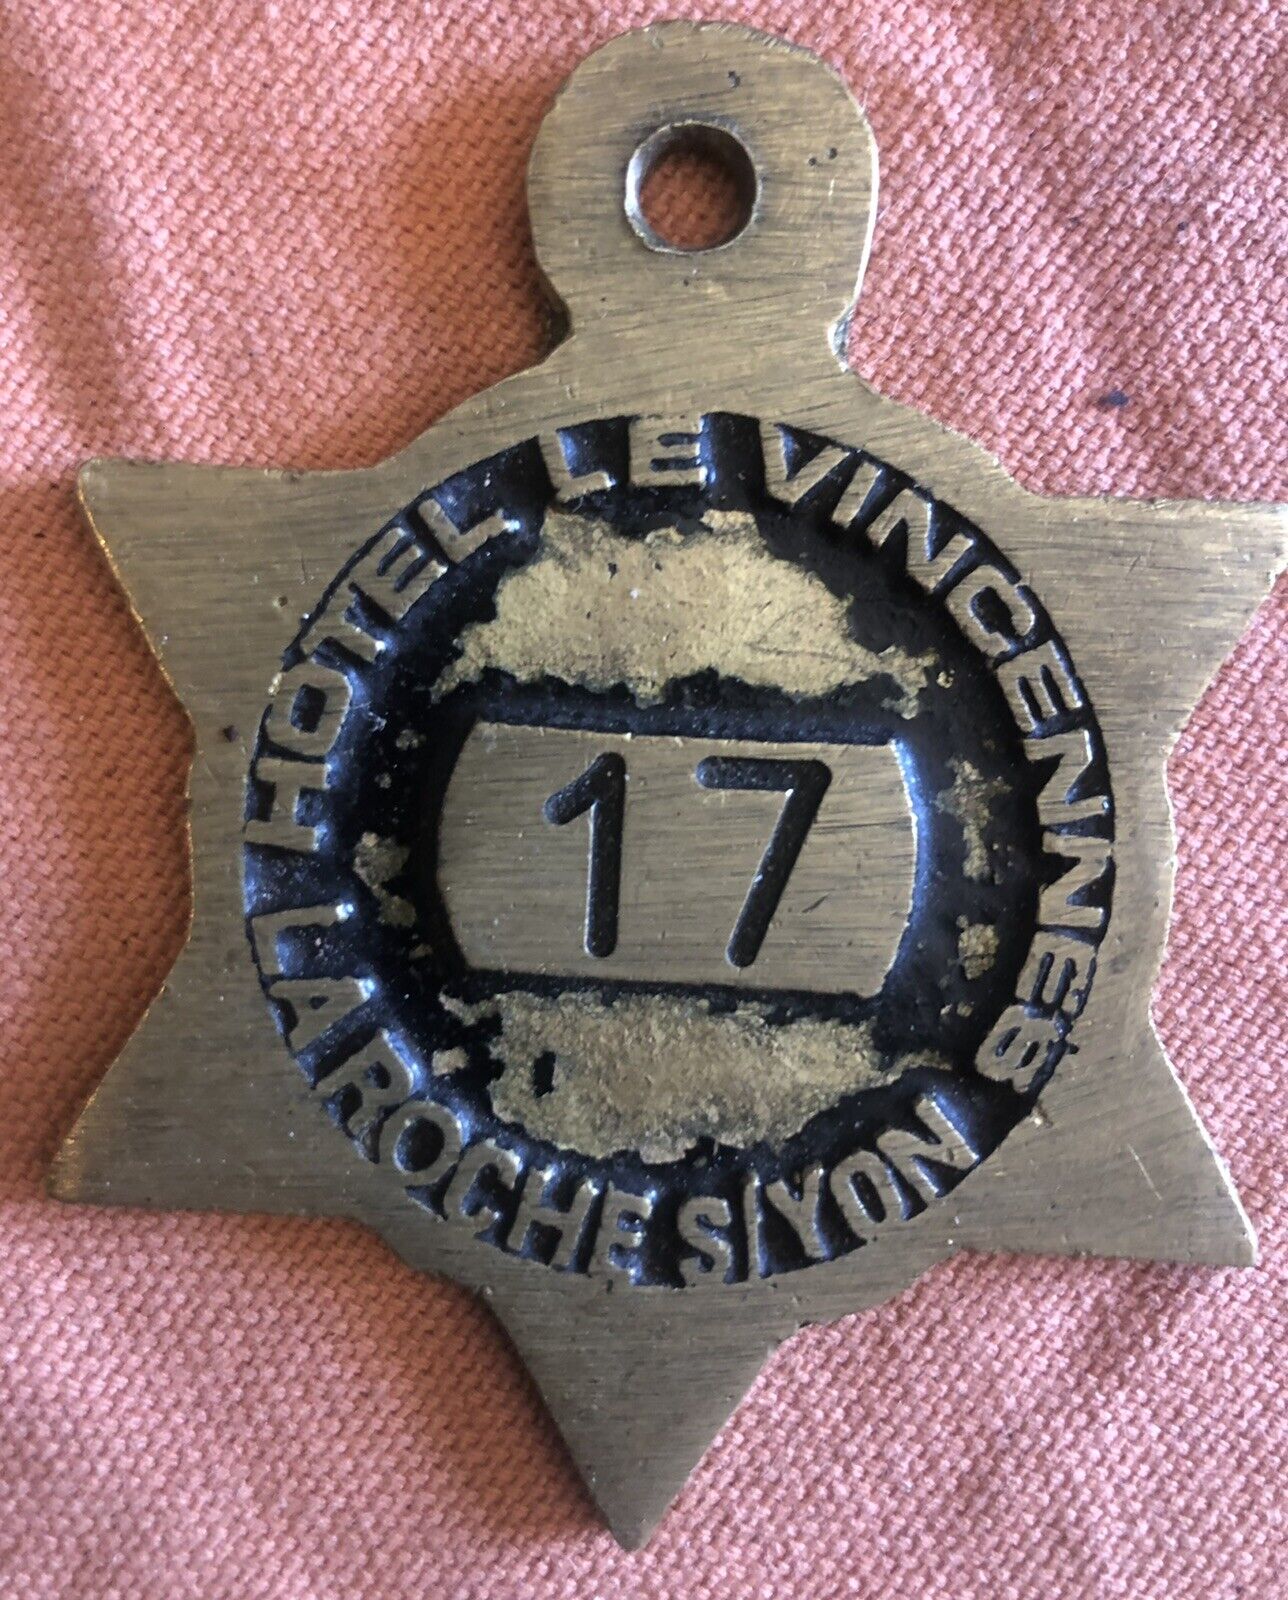 HOTEL LE VINCENNES
17
LA ROCHE S/YON